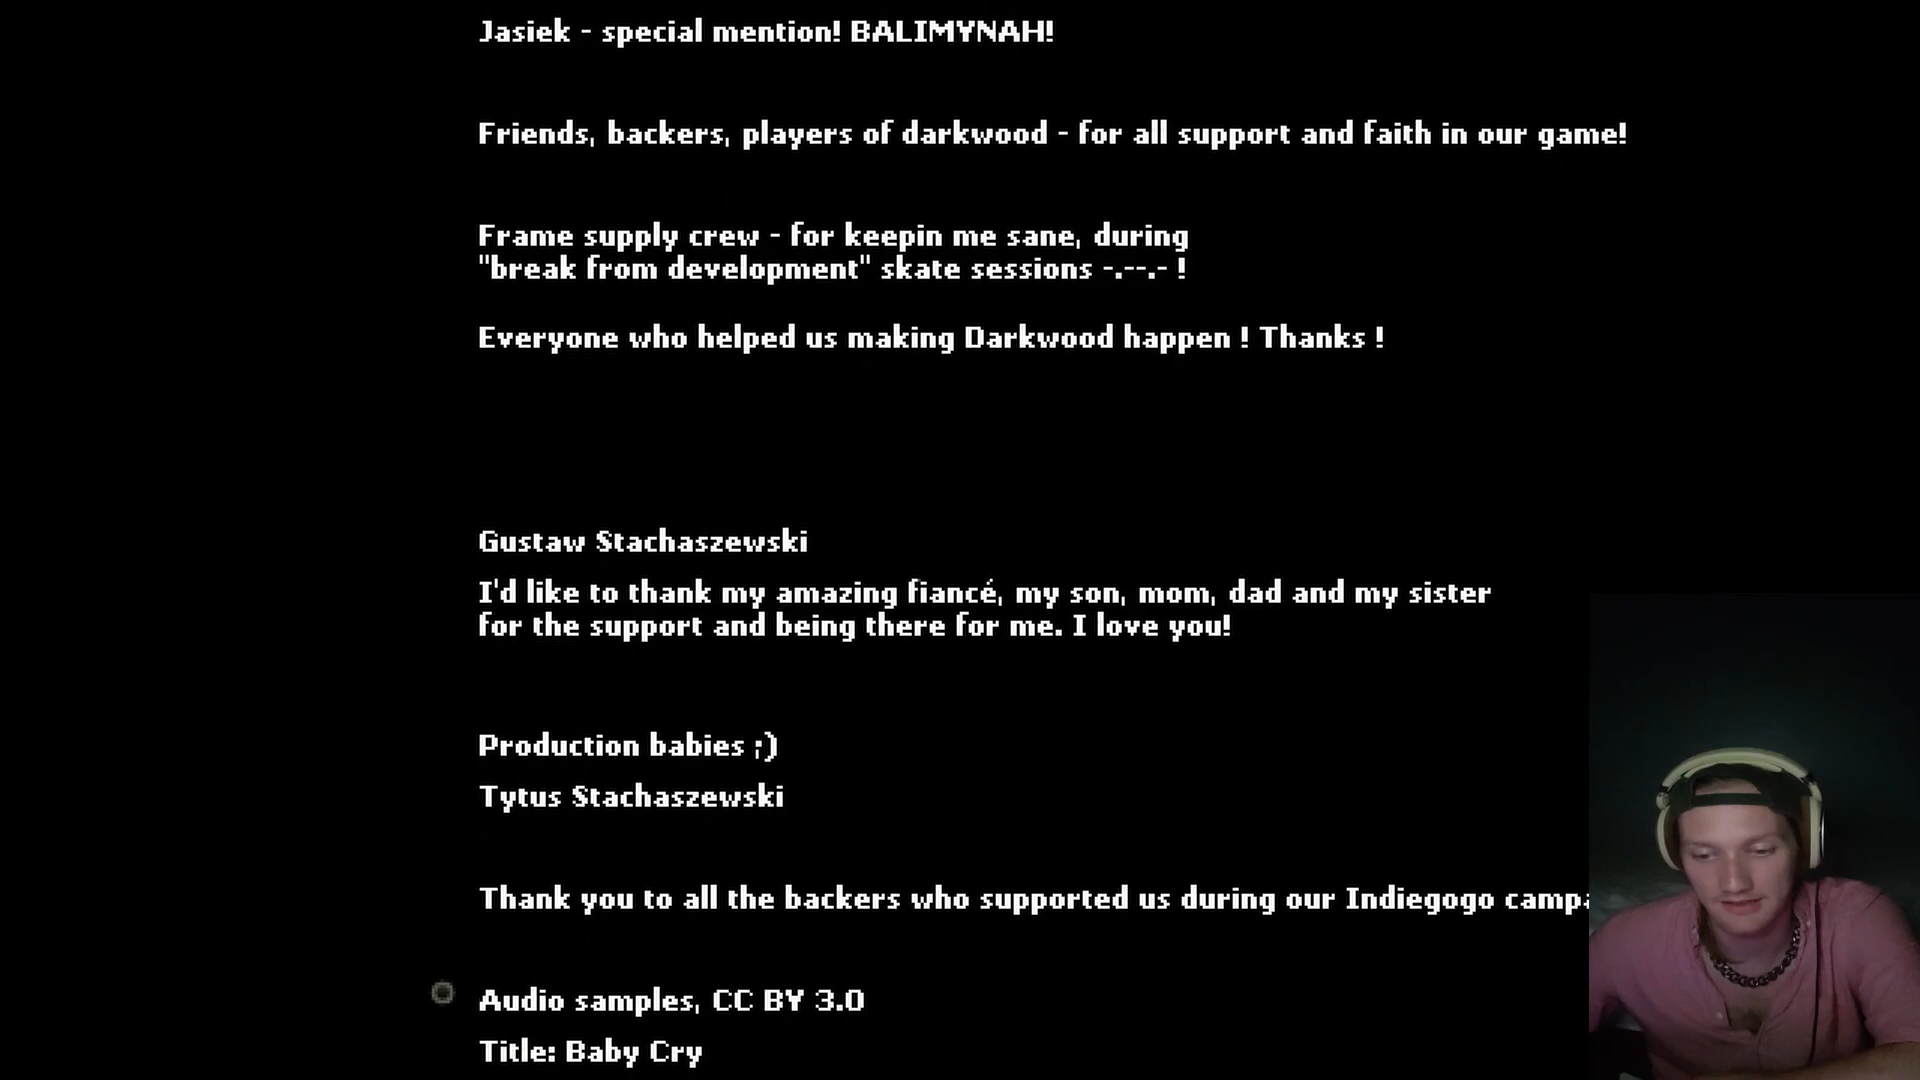 Jasiek - special mention! BALIMYNAH!
Friends, backers, players of darkwood - for all support and faith in our game!
Frame supply crew - for keepin me sane, during
"break from development" skate sessions -.--.- !
Everyone who helped us making Darkwood happen ! Thanks !
Gustaw Stachaszewski
I'd like to thank my amazing fiancé, my son, mom, dad and my sister
for the support and being there for me. I love you!
Production babies ;)
Tytus Stachaszewski
Thank you to all the backers who supported us during our Indiegogo
Audio samples, CC BY 3.0
Title: Baby Cry